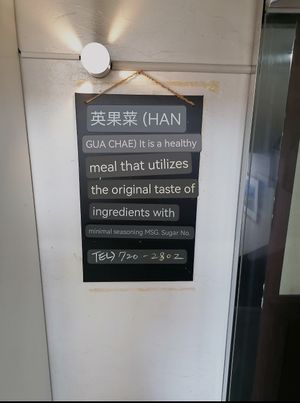 英果菜 (HAN
GUA CHAE) It is a healthy
meal that utilizes
the original taste of
ingredients with
minimal seasoning MSG. Sugar No.
TEL) 720-2802